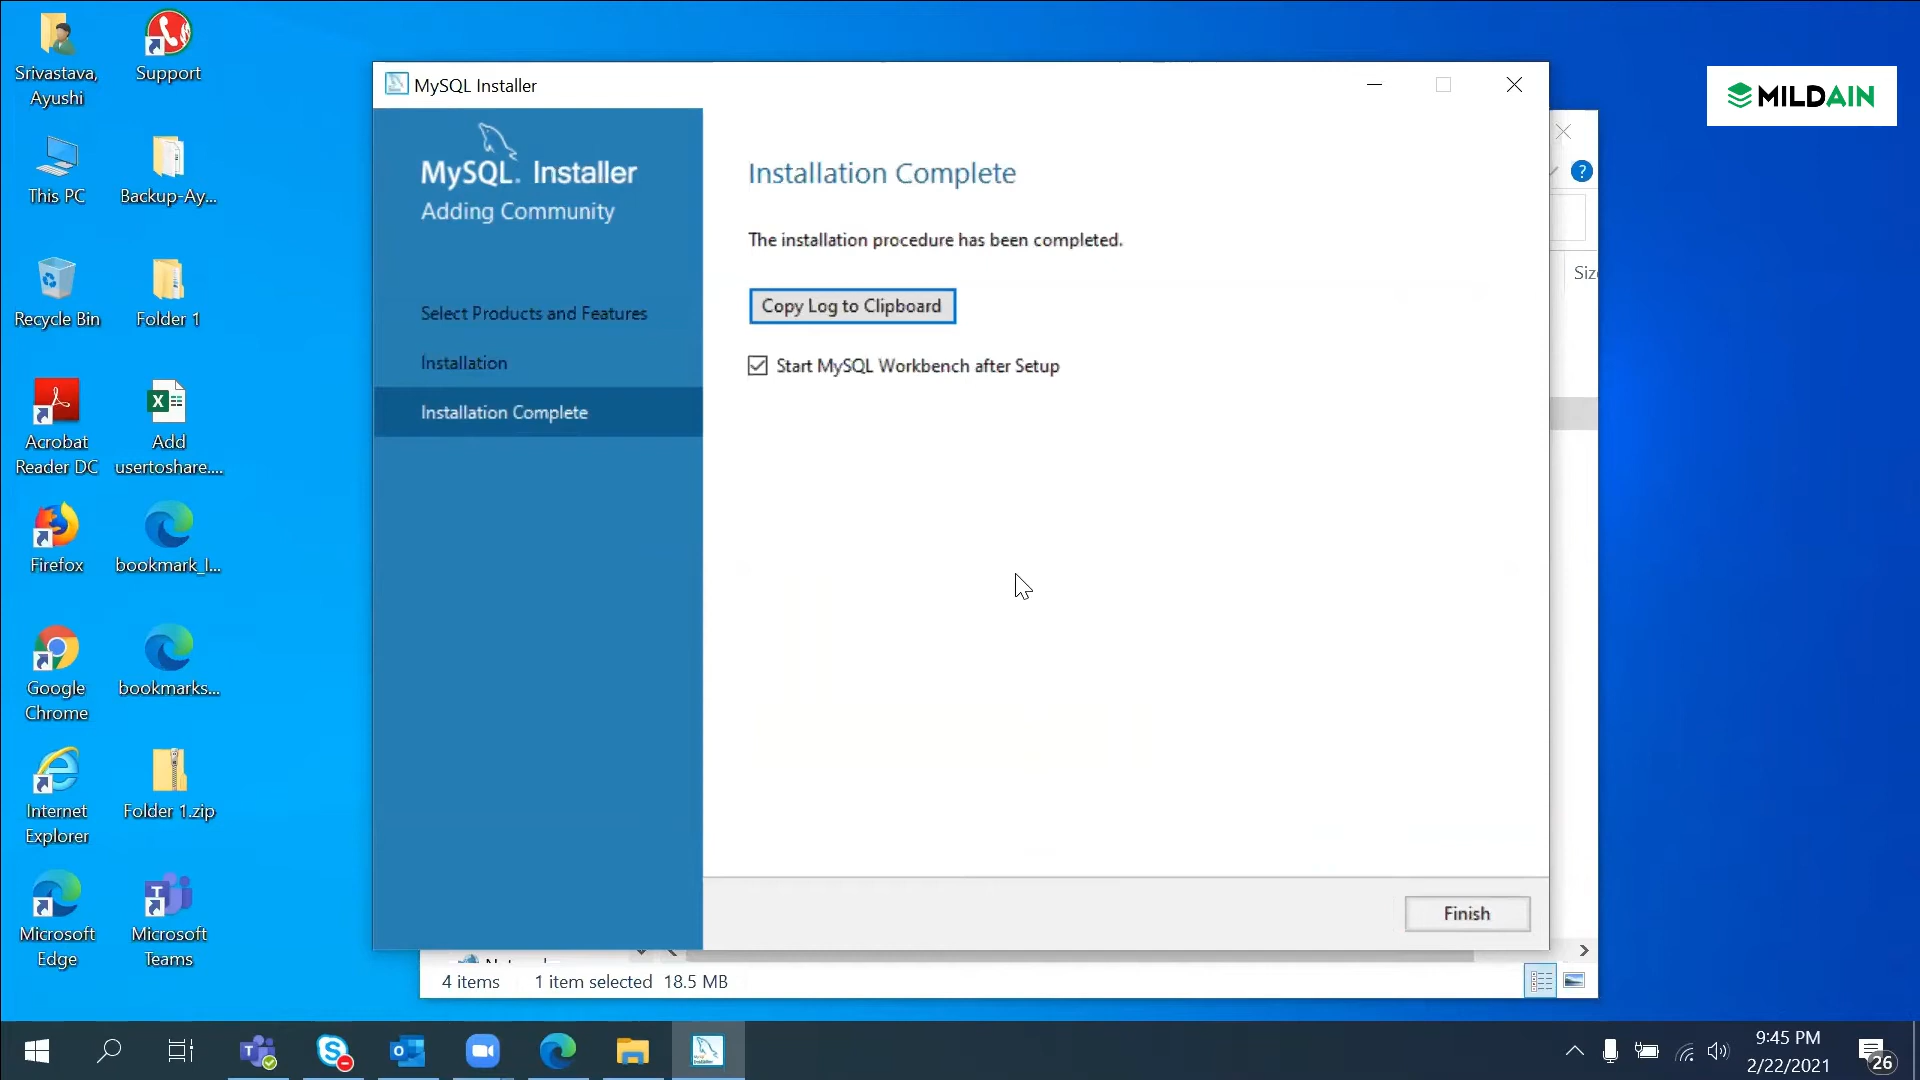 Srivastava,
Ayushi
Support
This PC
Backup-Ay...
Recycle Bin
Folder 1
Acrobat
Reader DC
Add
usertoshare....
Firefox
bookmark_l...
Google
Chrome
bookmarks...
Internet
Explorer
Folder 1.zip
Microsoft
Edge
Microsoft
Teams
MySQL Installer
MySQL. Installer
Adding Community
Select Products and Features
Installation
Installation Complete
Installation Complete
The installation procedure has been completed.
Copy Log to Clipboard
Start MySQL Workbench after Setup
Finish
MILDAIN
?
4 items
1 item selected 18.5 MB
9:45 PM
2/22/2021
26